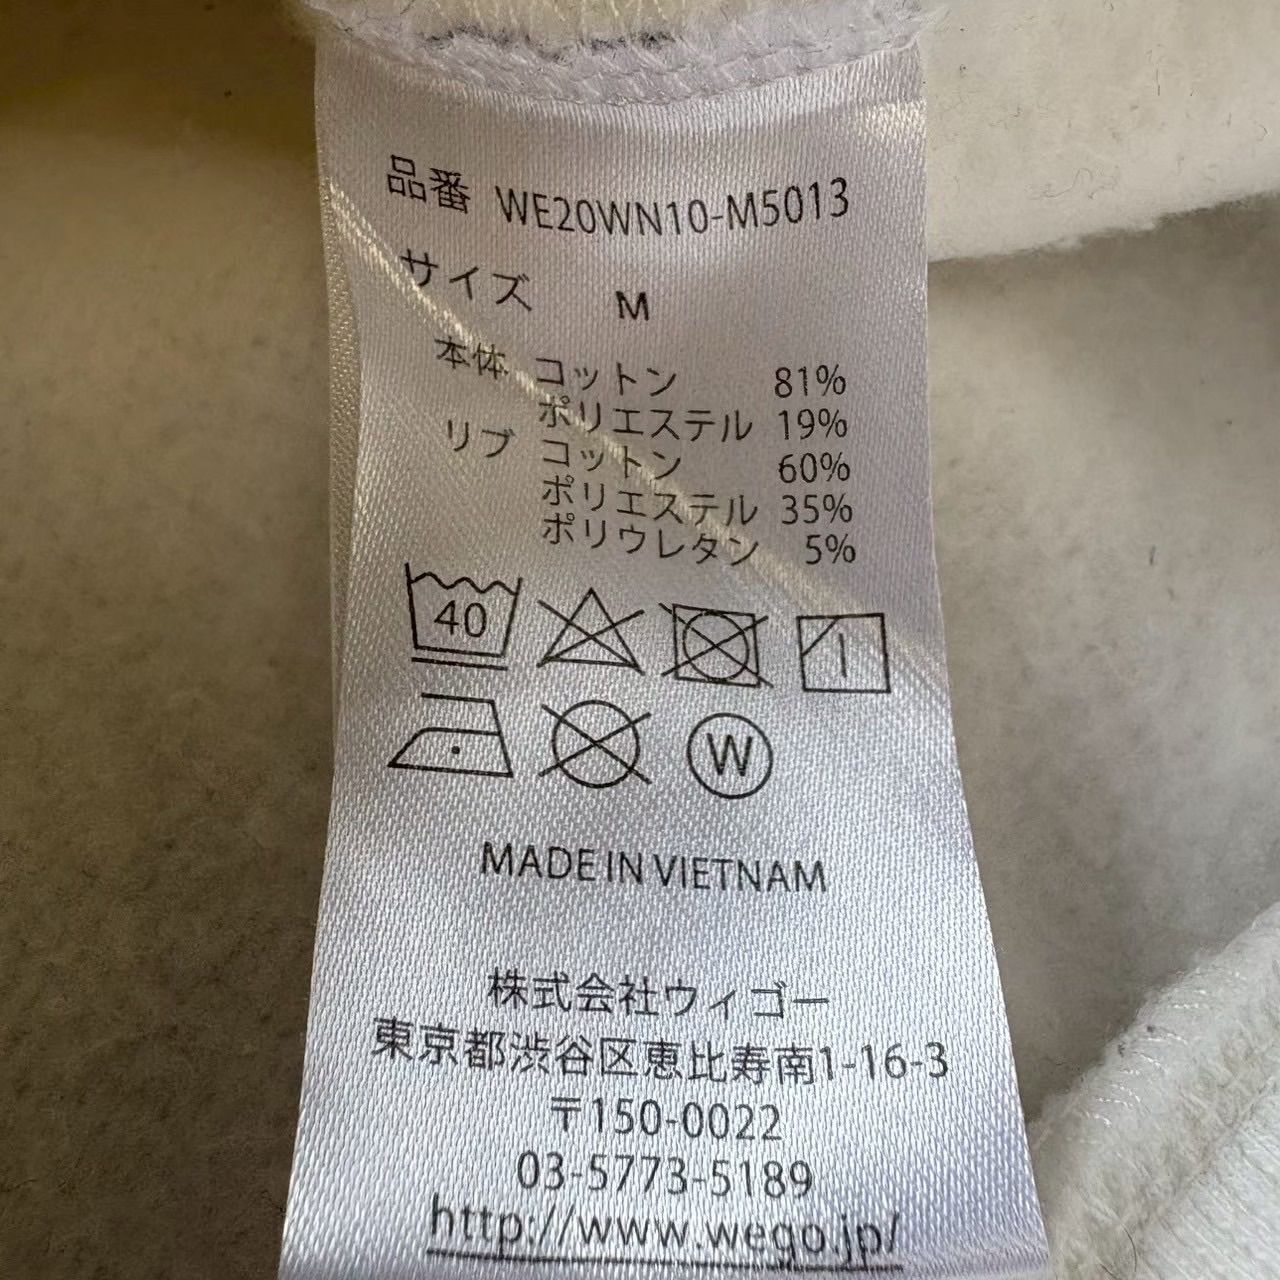 品番 WE20WN10-M5013
サイズ M
本体 コットン 81%
ポリエステル 19%
リブ コットン 60%
ポリエステル 35%
ポリウレタン 5%
40
W
MADE IN VIETNAM
株式会社ウィゴー
東京都渋谷区恵比寿南1-16-3
〒150-0022
03-5773-5189
http://www.wego.jp/